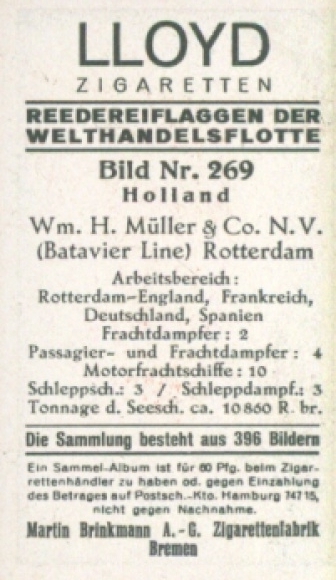 LLOYD
ZIGARETTEN
REEDEREIFLAGGEN DER
WELTHANDELSFLOTTE
Bild Nr. 269
Holland
Wm. H. Müller & Co. N.V.
(Batavier Line) Rotterdam
Arbeitsbereich:
Rotterdam-England, Frankreich,
Deutschland, Spanien
Frachtdampfer: 2
Passagier- und Frachtdampfer: 4
Motorfrachtschiffe: 10
Schleppsch.: 3 / Schleppdampf.: 3
Tonnage d. Seesch. ca. 10860 R. br.
Die Sammlung besteht aus 396 Bildern
Ein Sammel-Album ist für 60 Pfg. beim Zigar-
rettenhändler zu haben od. gegen Einzahlung
des Betrages auf Postsch.-Kto. Hamburg 74715,
nicht gegen Nachnahme.
Martin Brinkmann A.-G. Zigarettenfabrik
Bremen